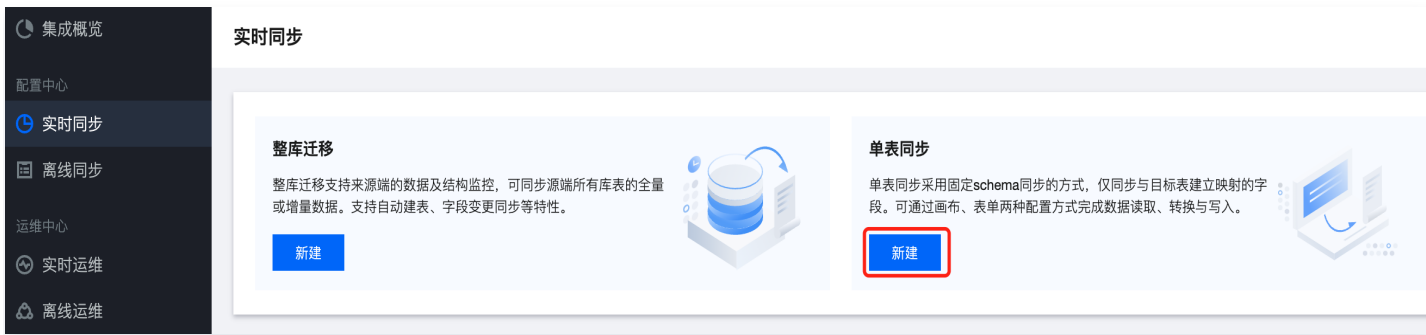 集成概览
配置中心
实时同步
离线同步
运维中心
实时运维
离线运维
实时同步
整库迁移
整库迁移支持来源端的数据及结构监控，可同步源端所有库表的全量
或增量数据。支持自动建表、字段变更同步等特性。
新建
单表同步
单表同步采用固定schema同步的方式，仅同步与目标表建立映射的字
段。可通过画布、表单两种配置方式完成数据读取、转换与写入。
新建